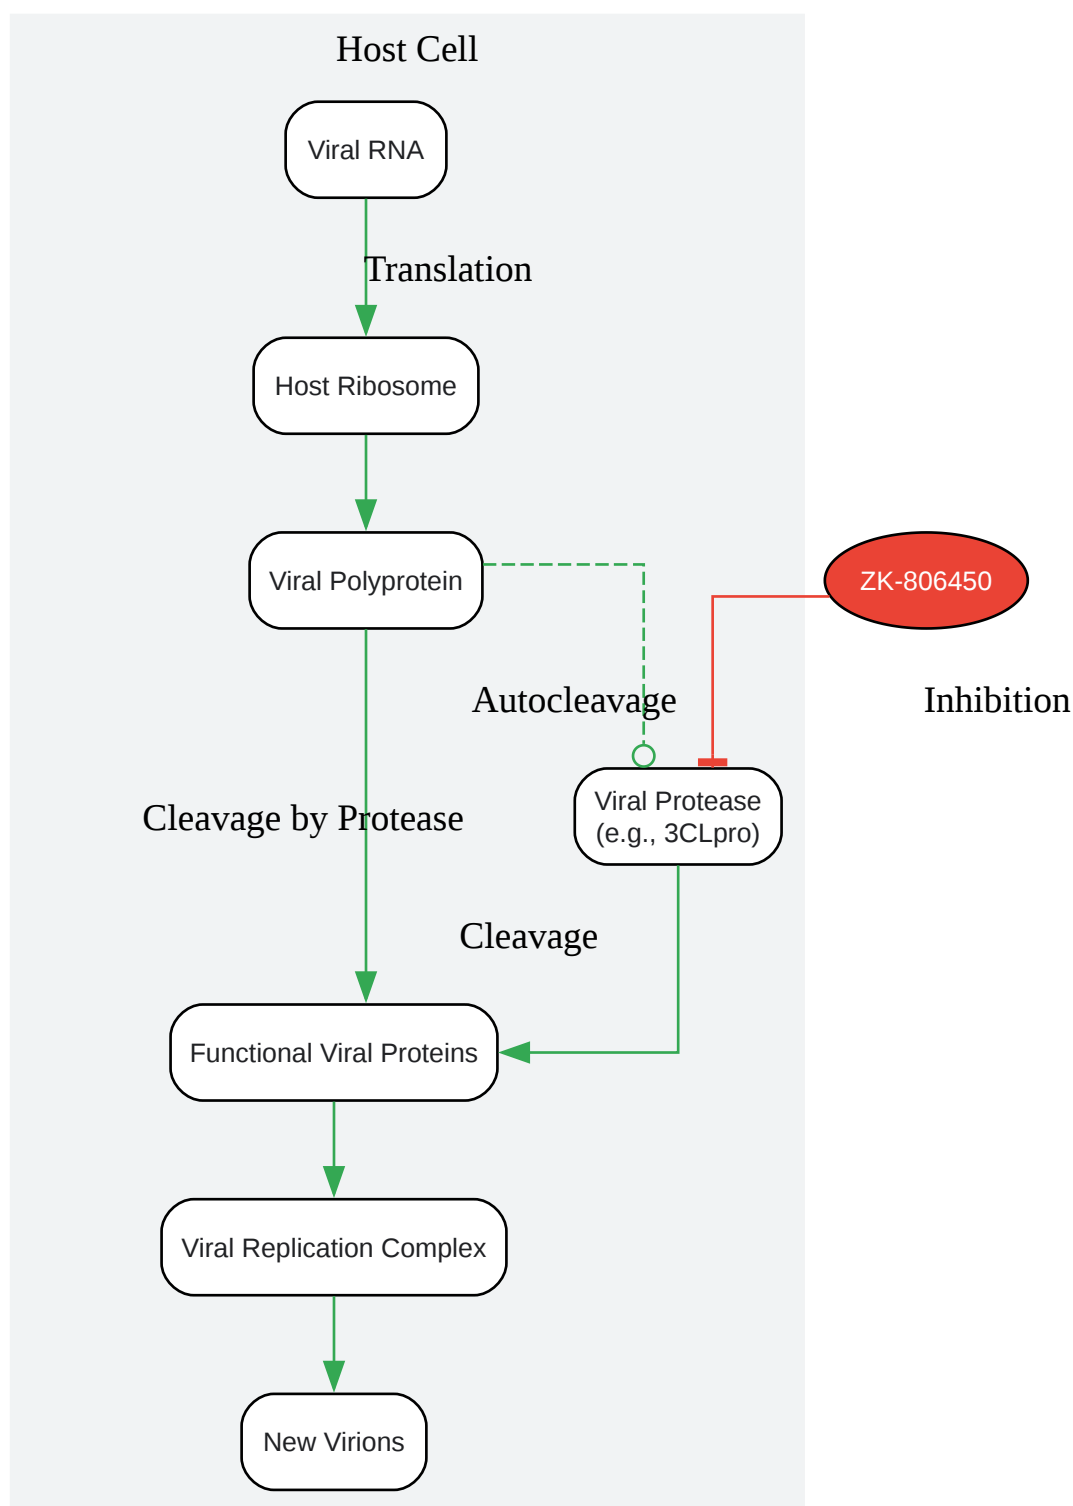 Host Cell
Viral RNA
Translation
Host Ribosome
Viral Polyprotein
ZK-806450
Autocleavage
Inhibition
Viral Protease
(e.g., 3CLpro)
Cleavage by Protease
Cleavage
Functional Viral Proteins
Viral Replication Complex
New Virions